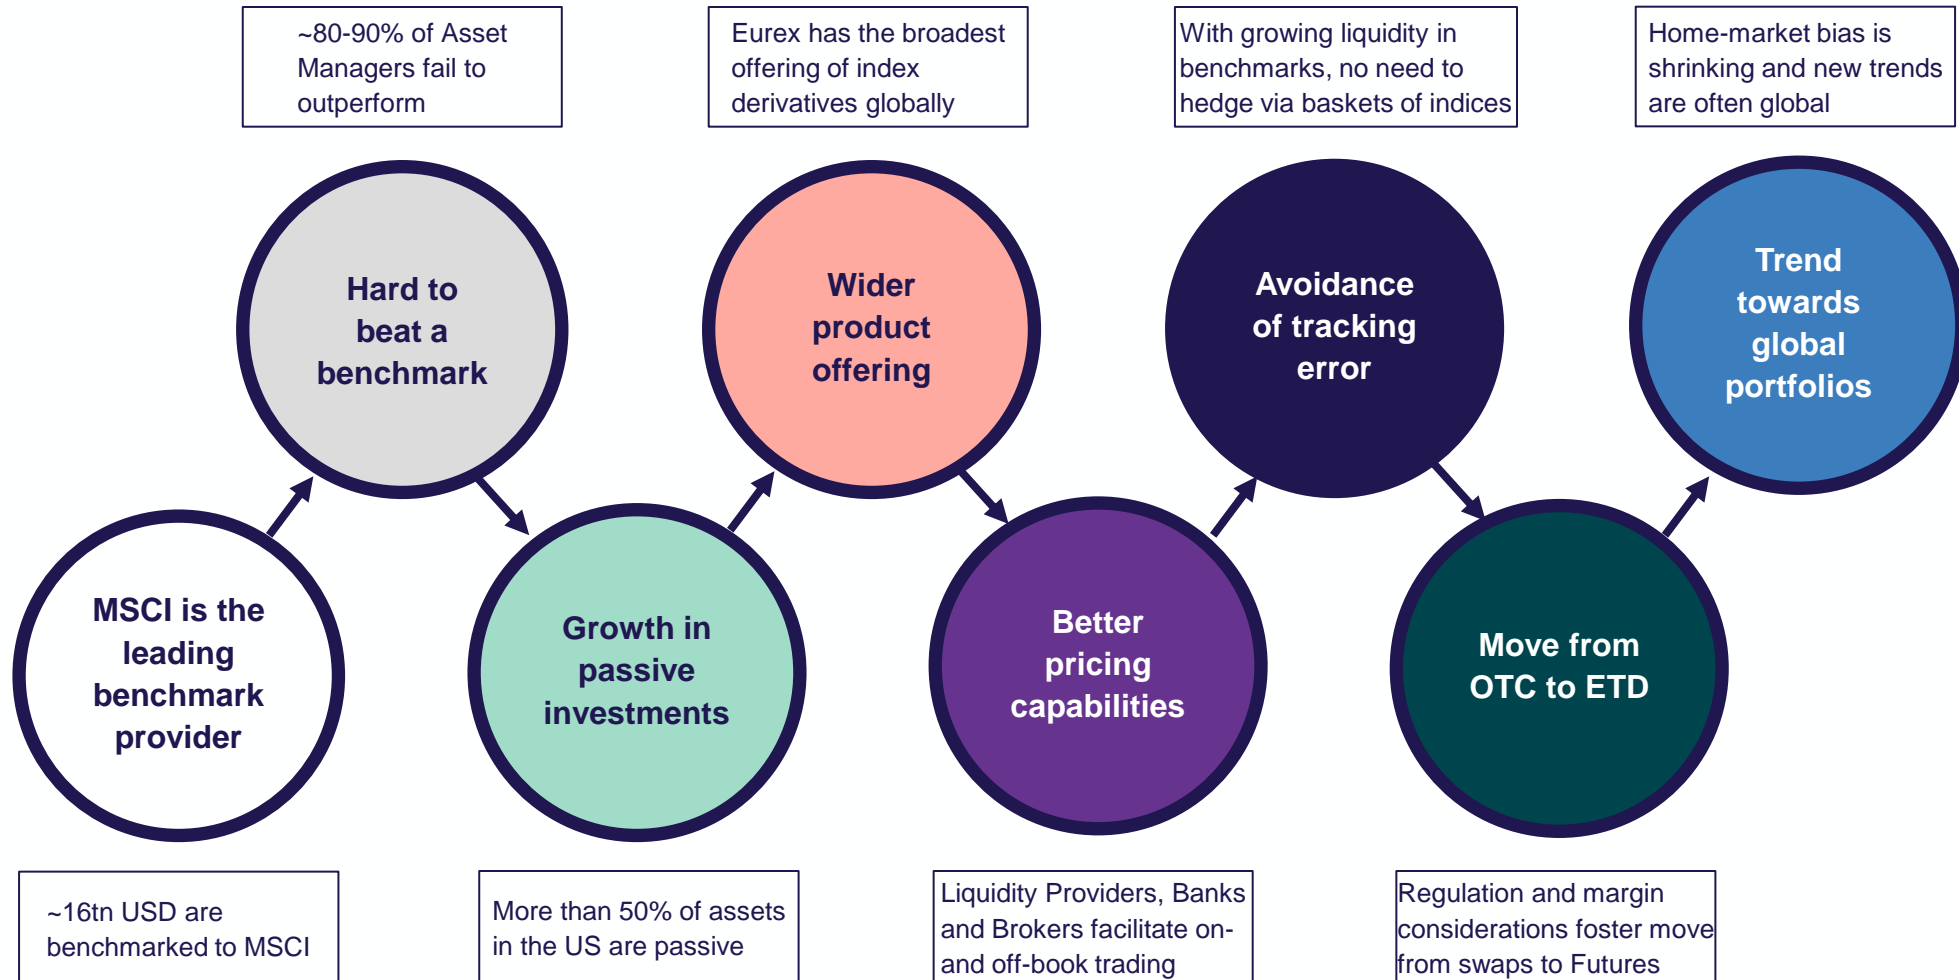 ~80-90% of Asset
Managers fail to
outperform
Eurex has the broadest
offering of index
derivatives globally
With growing liquidity in
benchmarks, no need to
hedge via baskets of indices
Home-market bias is
shrinking and new trends
are often global
Hard to
beat a
benchmark
Wider
product
offering
Avoidance
of tracking
error
Trend
towards
global
portfolios
MSCI is the
leading
benchmark
provider
Growth in
passive
investments
Better
pricing
capabilities
Move from
OTC to ETD
~16tn USD are
benchmarked to MSCI
More than 50% of assets
in the US are passive
Liquidity Providers, Banks
and Brokers facilitate on-
and off-book trading
Regulation and margin
considerations foster move
from swaps to Futures